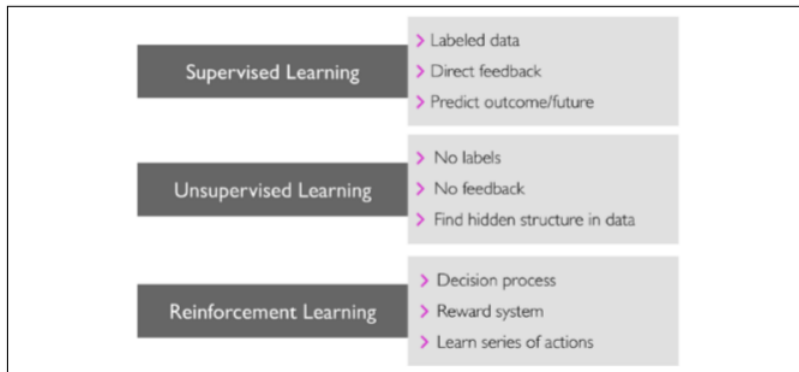 Supervised Learning
Labeled data
Direct feedback
Predict outcome/future
Unsupervised Learning
No labels
No feedback
Find hidden structure in data
Reinforcement Learning
Decision process
Reward system
Learn series of actions